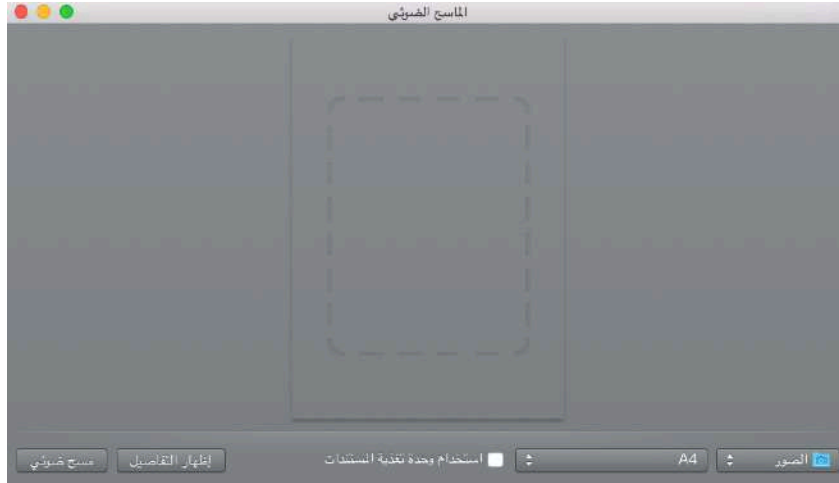 الماسح الضوئي
الصور A4 استخدام وحدة تغذية المستندات إظهار التفاصيل مسح ضوئي